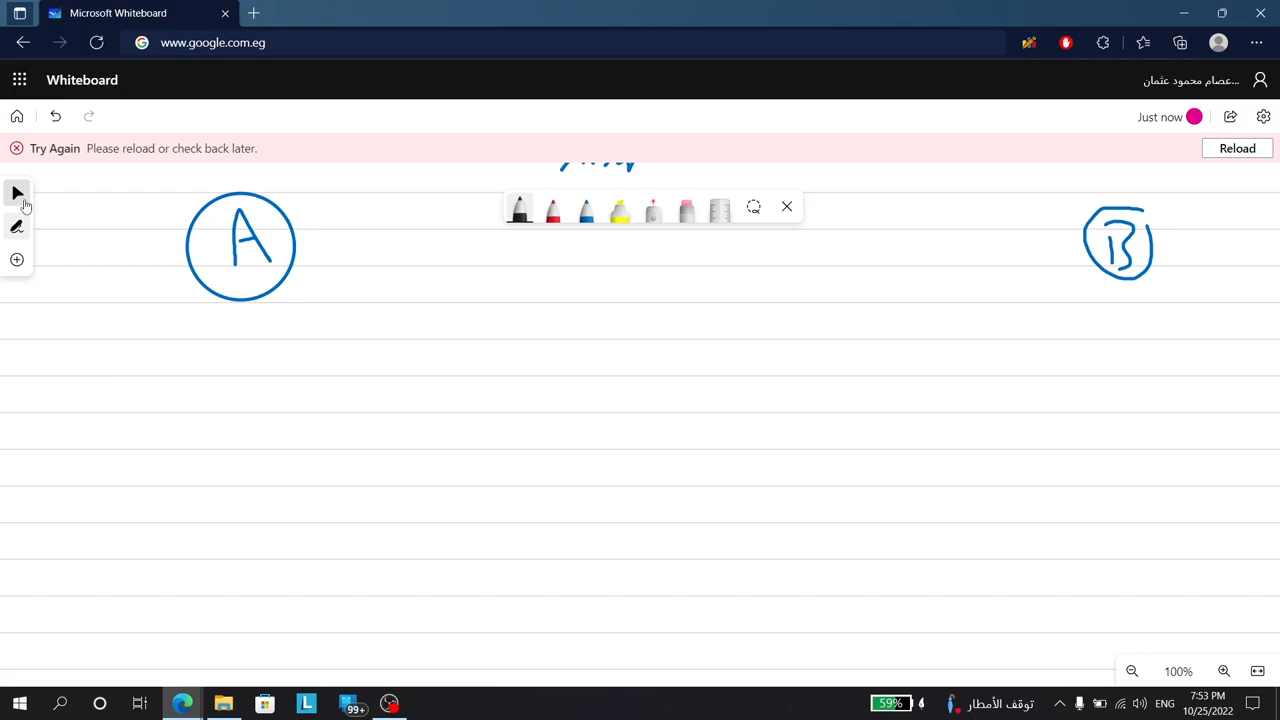 Microsoft Whiteboard
www.google.com.eg
Whiteboard
عصام محمود عثمان...
Just now
Try Again Please reload or check back later.
Reload
A
B
100%
L
99+
59%
توقف الأمطار
ENG
7:53 PM
10/25/2022